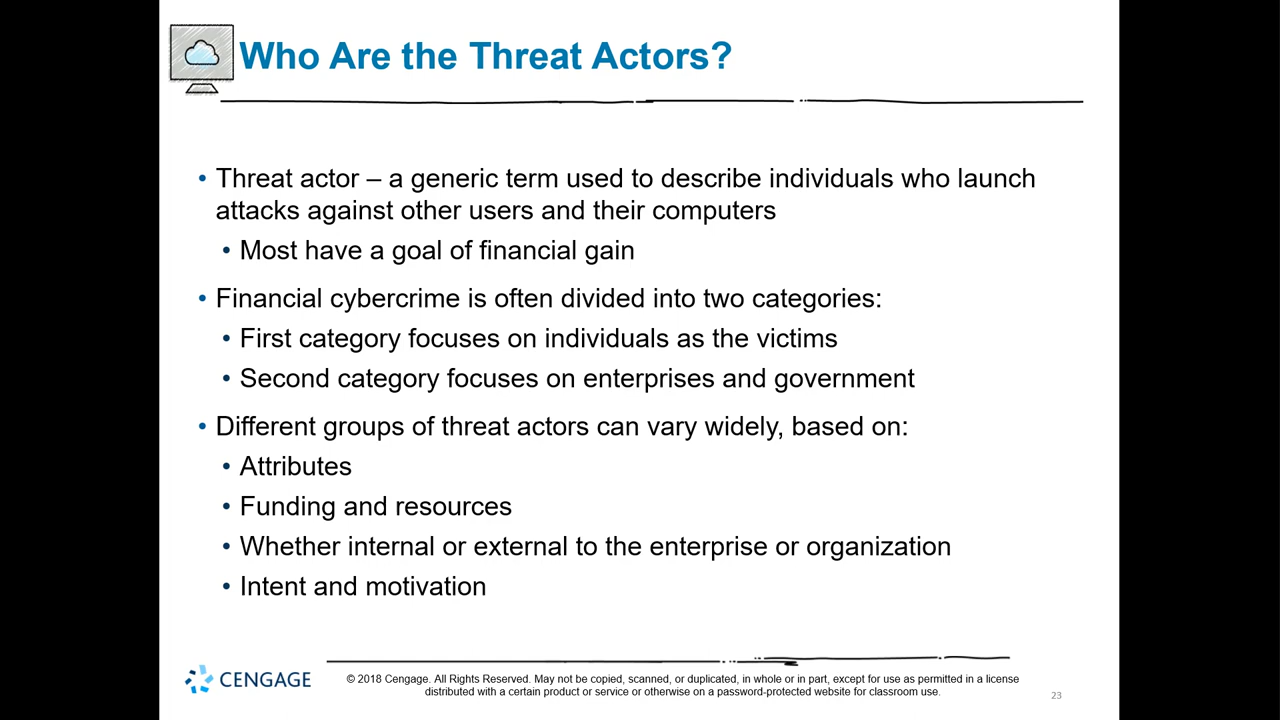 Who Are the Threat Actors?
• Threat actor – a generic term used to describe individuals who launch
attacks against other users and their computers
• Most have a goal of financial gain
• Financial cybercrime is often divided into two categories:
• First category focuses on individuals as the victims
• Second category focuses on enterprises and government
• Different groups of threat actors can vary widely, based on:
• Attributes
• Funding and resources
• Whether internal or external to the enterprise or organization
• Intent and motivation
CENGAGE
© 2018 Cengage. All Rights Reserved. May not be copied, scanned, or duplicated, in whole or in part, except for use as permitted in a license
distributed with a certain product or service or otherwise on a password-protected website for classroom use.
23